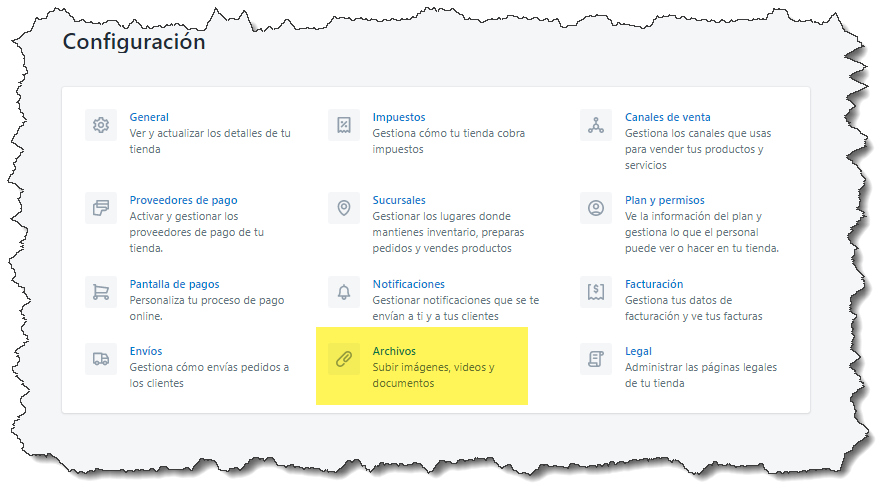 Configuración
General
Ver y actualizar los detalles de tu
tienda
Impuestos
Gestiona cómo tu tienda cobra
impuestos
Canales de venta
Gestiona los canales que usas
para vender tus productos y
servicios
Proveedores de pago
Activar y gestionar los
proveedores de pago de tu
tienda.
Sucursales
Gestionar los lugares donde
mantienes inventario, preparas
pedidos y vendes productos
Plan y permisos
Ve la información del plan y
gestiona lo que el personal
puede ver o hacer en tu tienda.
Pantalla de pagos
Personaliza tu proceso de pago
online.
Notificaciones
Gestionar notificaciones que se te
envían a ti y a tus clientes
Facturación
Gestiona tus datos de
facturación y ve tus facturas
Envíos
Gestiona cómo envías pedidos a
los clientes
Archivos
Subir imágenes, videos y
documentos
Legal
Administrar las páginas legales
de tu tienda